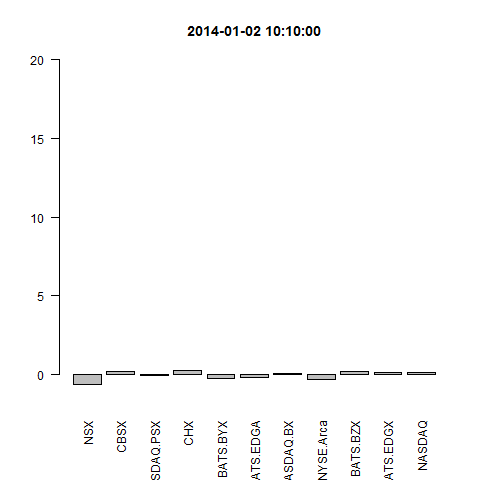 2014-01-02 10:10:00
20
15
10
5
0
NSX
CBSX
SDAQ.PSX
CHX
BATS.BYX
ATS.EDGA
ASDAQ.BX
NYSE.Arca
BATS.BZX
ATS.EDGX
NASDAQ